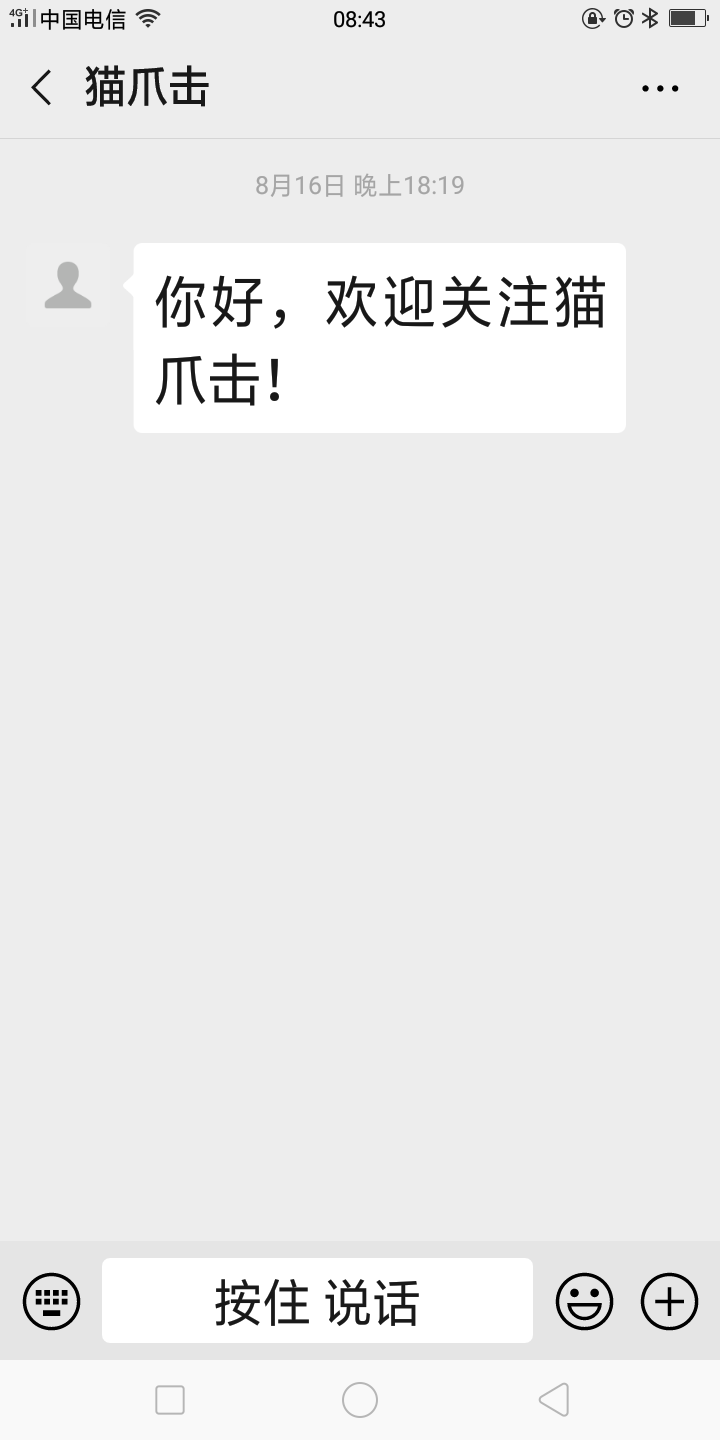 4G+ 中国电信 08:43
猫爪击
8月16日 晚上18:19
你好，欢迎关注猫
爪击！
按住 说话